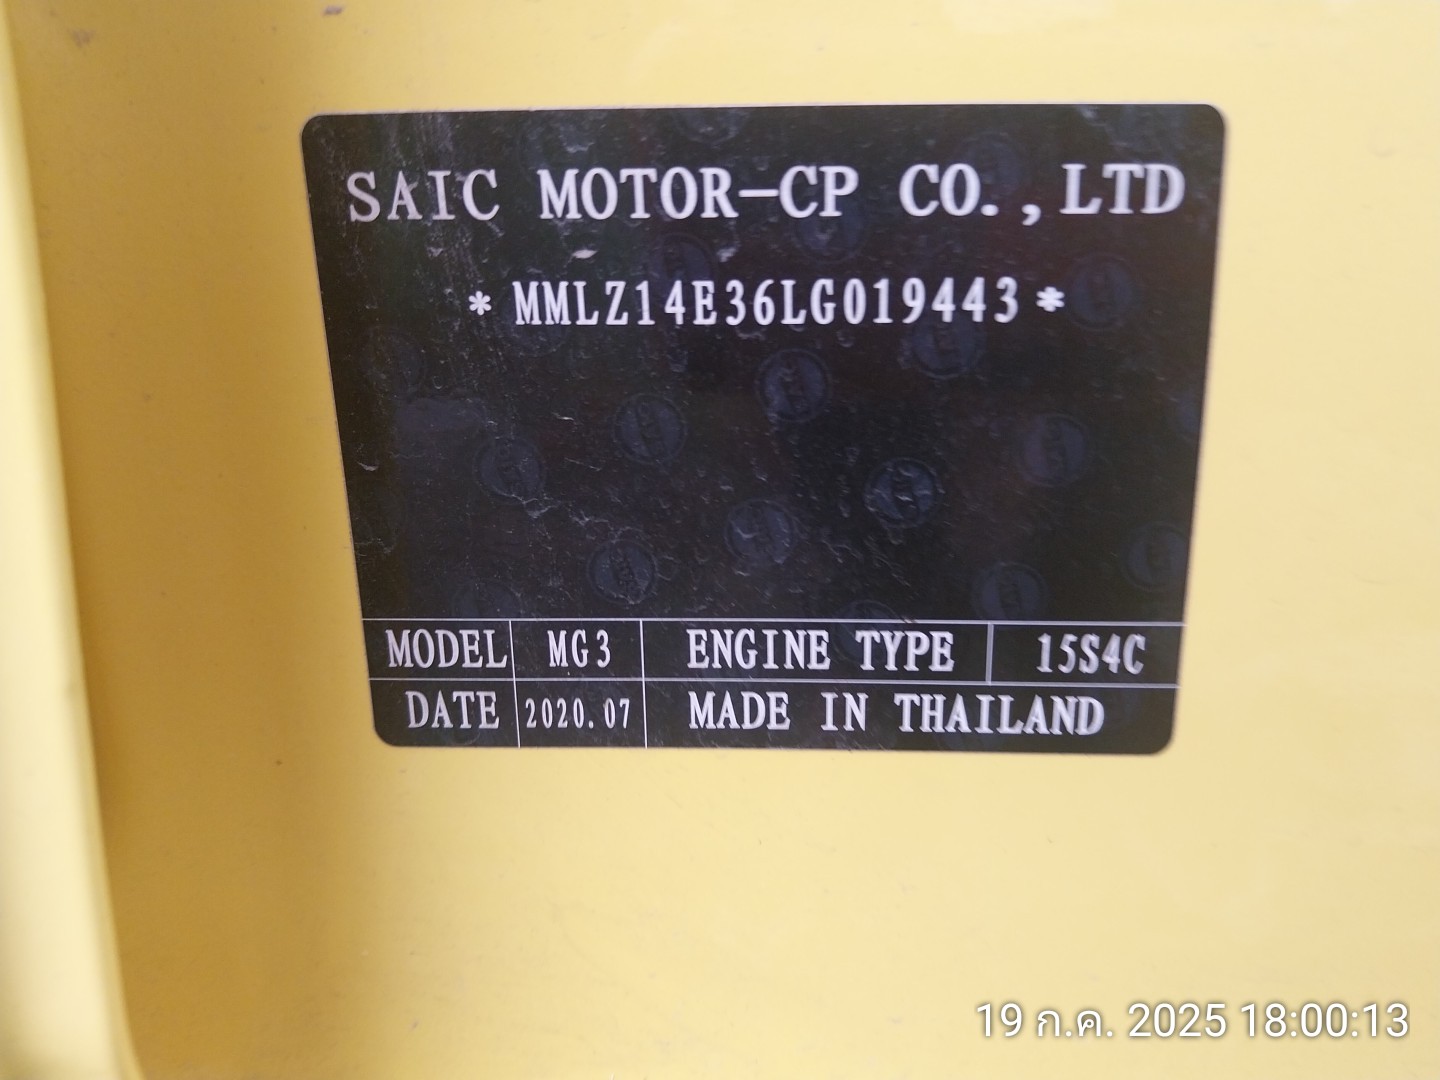 SAIC MOTOR-CP CO.,LTD
*MMLZ14E36LG019443*
MODEL MG3 ENGINE TYPE 15S4C
DATE 2020.07 MADE IN THAILAND
19 ก.ค. 2025 18:00:13